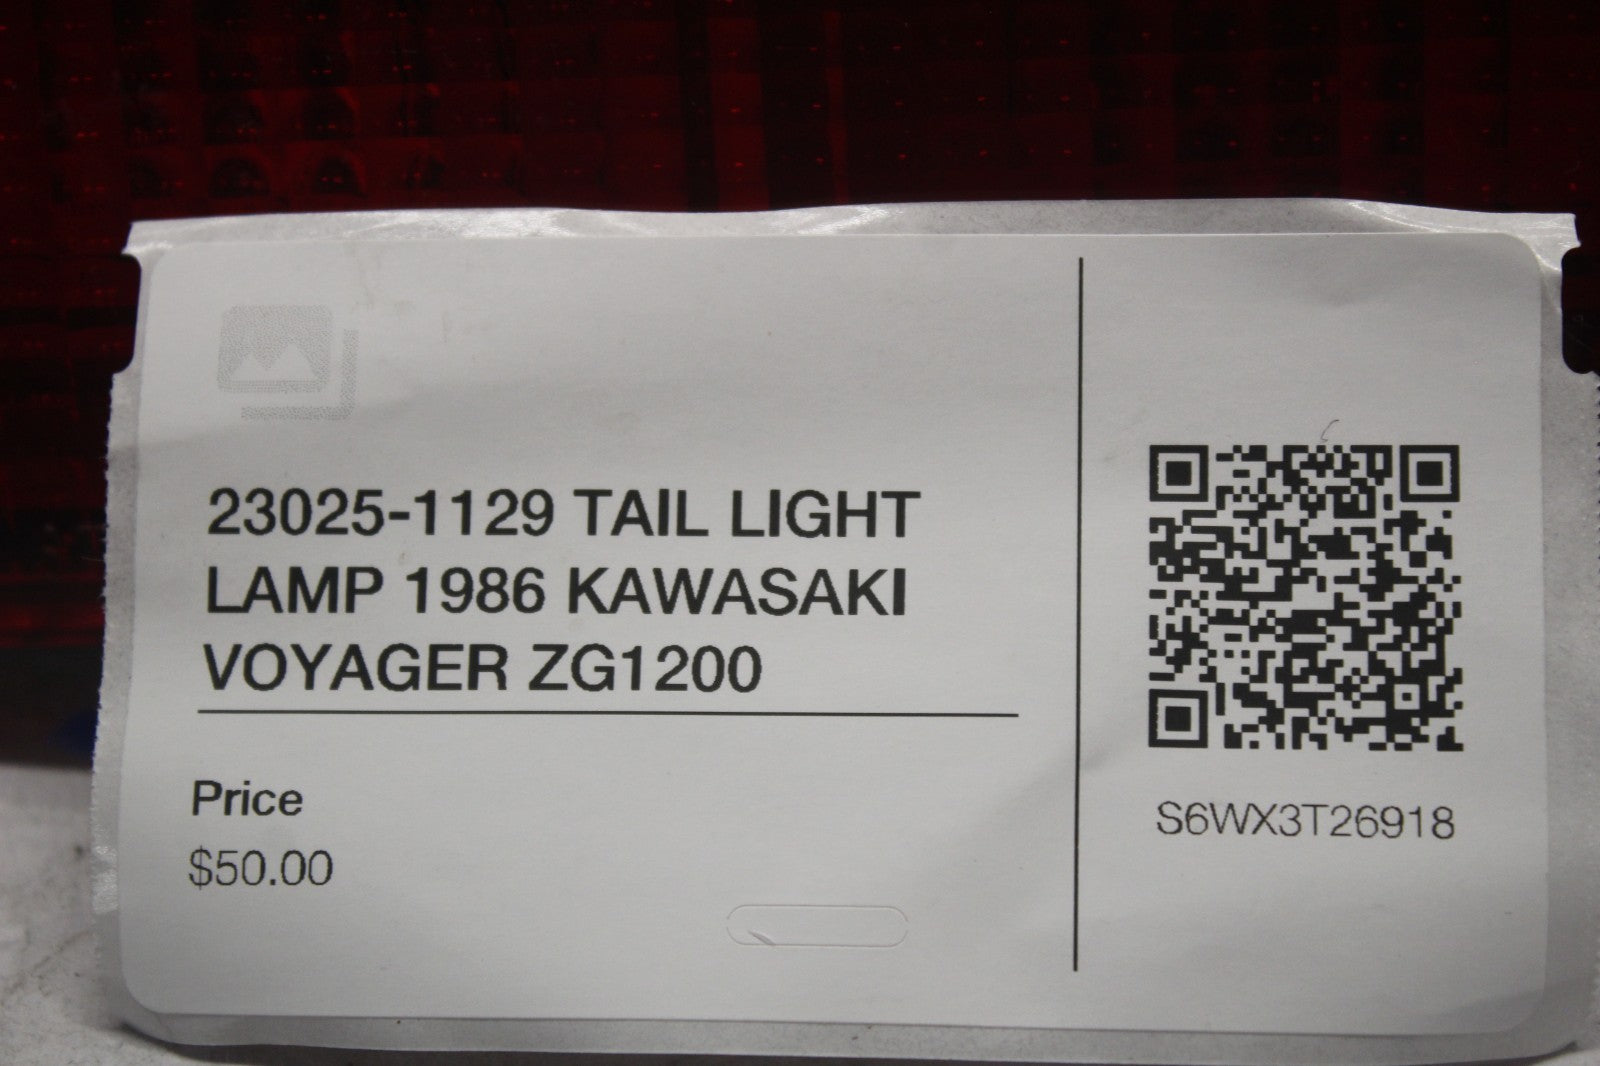 23025-1129 TAIL LIGHT
LAMP 1986 KAWASAKI
VOYAGER ZG1200
Price
$50.00
S6WX3T26918